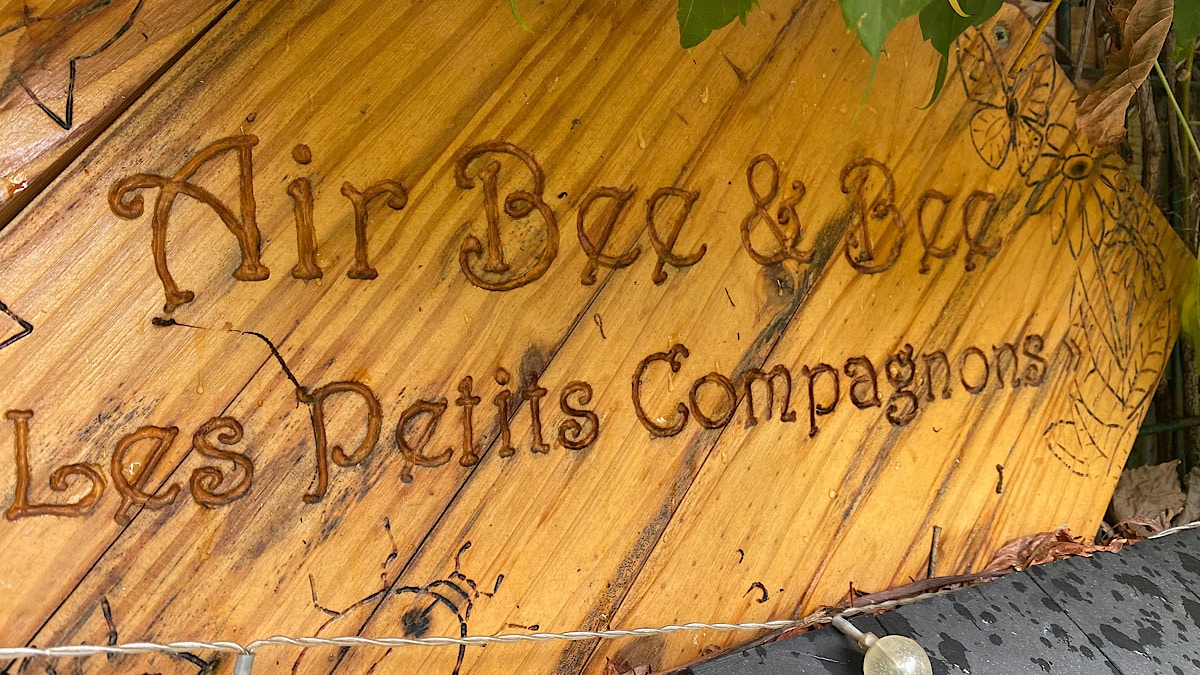 Air Bee & Bee
Les Petits Compagnons »